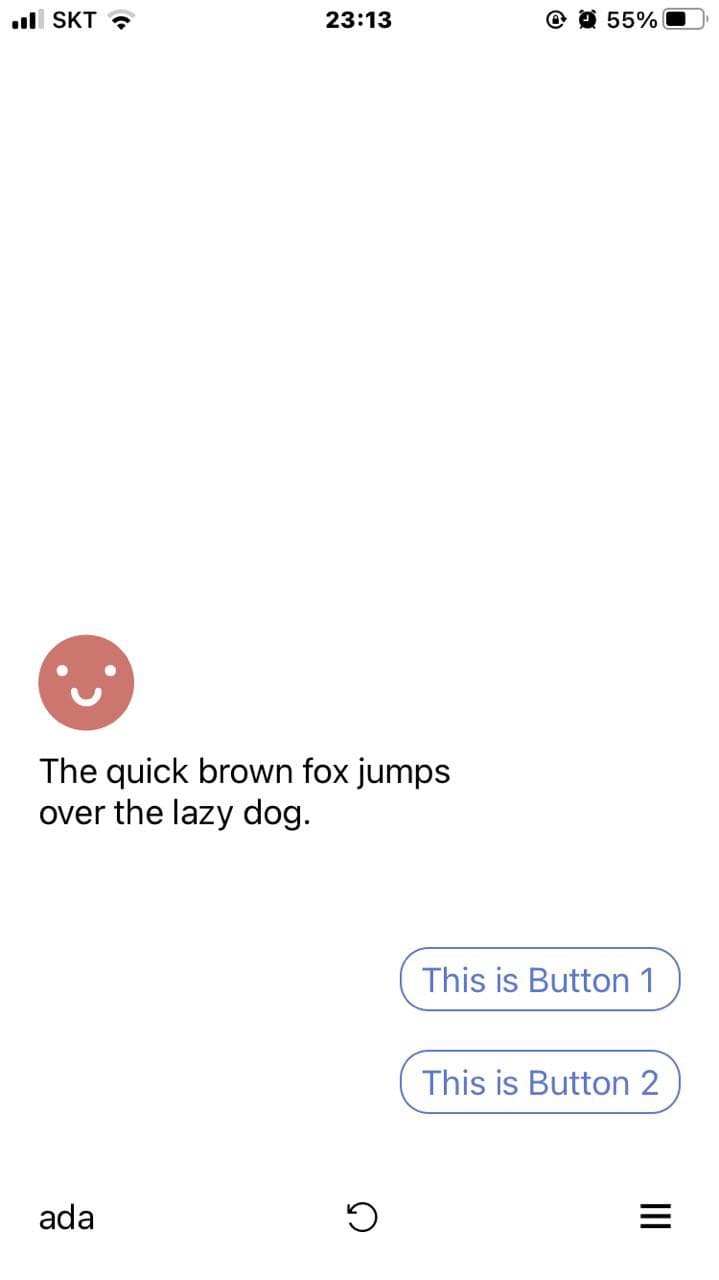 SKT 23:13 55%
The quick brown fox jumps
over the lazy dog.
This is Button 1
This is Button 2
ada